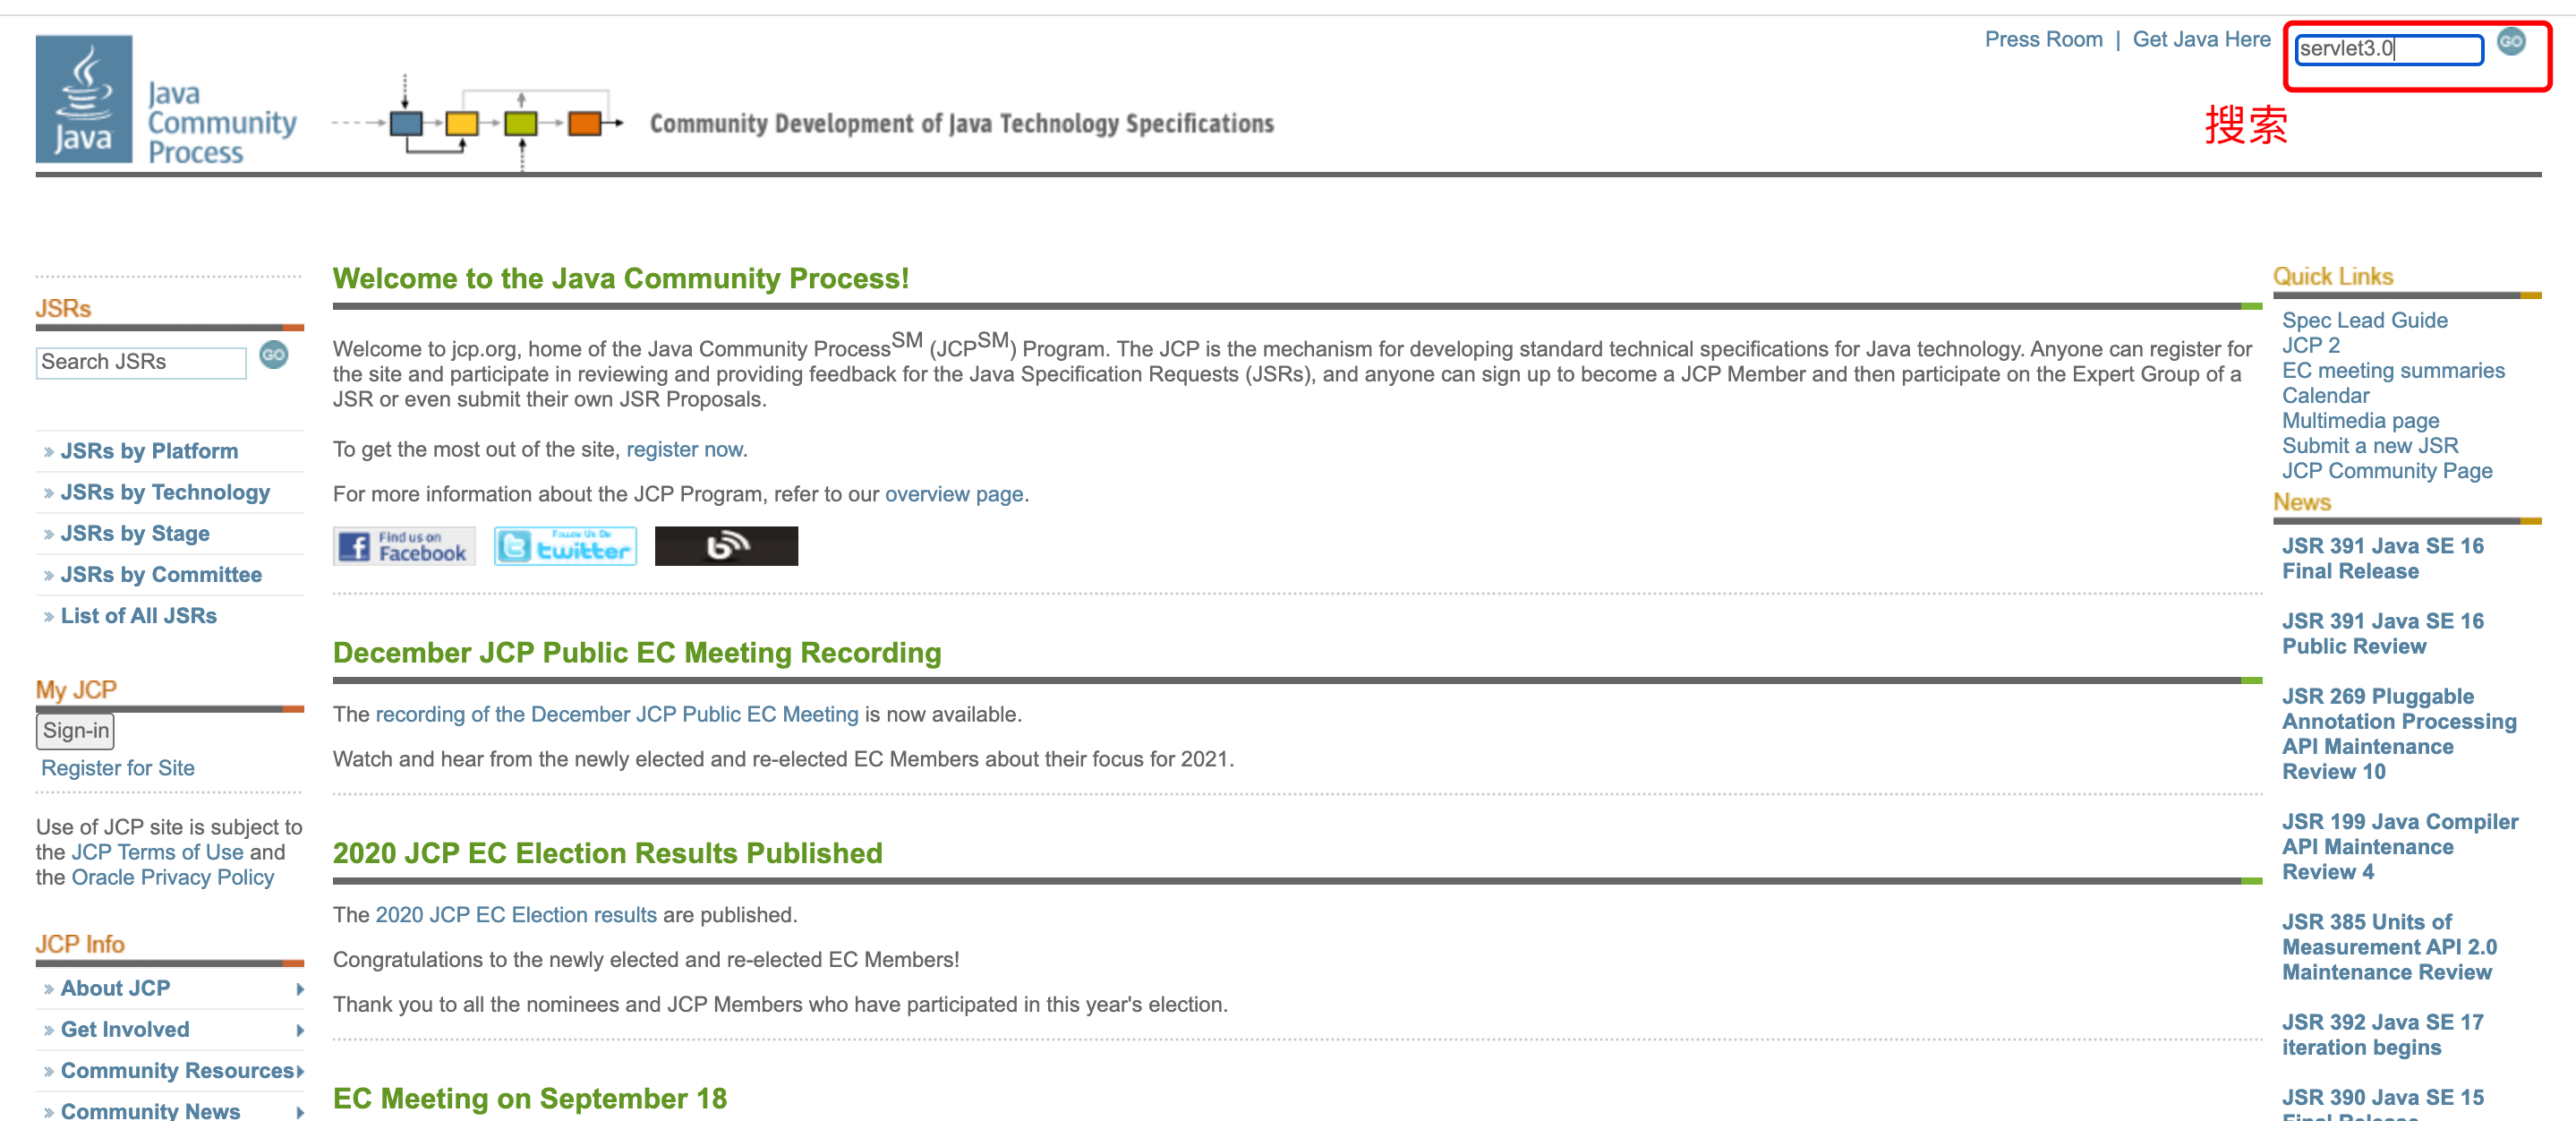 Press Room | Get Java Here
servlet3.0
GO
搜索
Java
Java
Community
Process
Community Development of Java Technology Specifications
JSRs
Search JSRs
GO
» JSRs by Platform
» JSRs by Technology
» JSRs by Stage
» JSRs by Committee
» List of All JSRs
My JCP
Sign-in
Register for Site
Use of JCP site is subject to
the JCP Terms of Use and
the Oracle Privacy Policy
JCP Info
» About JCP
» Get Involved
» Community Resources
» Community News
Welcome to the Java Community Process!
Welcome to jcp.org, home of the Java Community ProcessSM (JCPSM) Program. The JCP is the mechanism for developing standard technical specifications for Java technology. Anyone can register for
the site and participate in reviewing and providing feedback for the Java Specification Requests (JSRs), and anyone can sign up to become a JCP Member and then participate on the Expert Group of a
JSR or even submit their own JSR Proposals.
To get the most out of the site, register now.
For more information about the JCP Program, refer to our overview page.
Find us on
Facebook
Follow Us On
twitter
December JCP Public EC Meeting Recording
The recording of the December JCP Public EC Meeting is now available.
Watch and hear from the newly elected and re-elected EC Members about their focus for 2021.
2020 JCP EC Election Results Published
The 2020 JCP EC Election results are published.
Congratulations to the newly elected and re-elected EC Members!
Thank you to all the nominees and JCP Members who have participated in this year's election.
EC Meeting on September 18
Quick Links
Spec Lead Guide
JCP 2
EC meeting summaries
Calendar
Multimedia page
Submit a new JSR
JCP Community Page
News
JSR 391 Java SE 16
Final Release
JSR 391 Java SE 16
Public Review
JSR 269 Pluggable
Annotation Processing
API Maintenance
Review 10
JSR 199 Java Compiler
API Maintenance
Review 4
JSR 385 Units of
Measurement API 2.0
Maintenance Review
JSR 392 Java SE 17
iteration begins
JSR 390 Java SE 15
Final Release